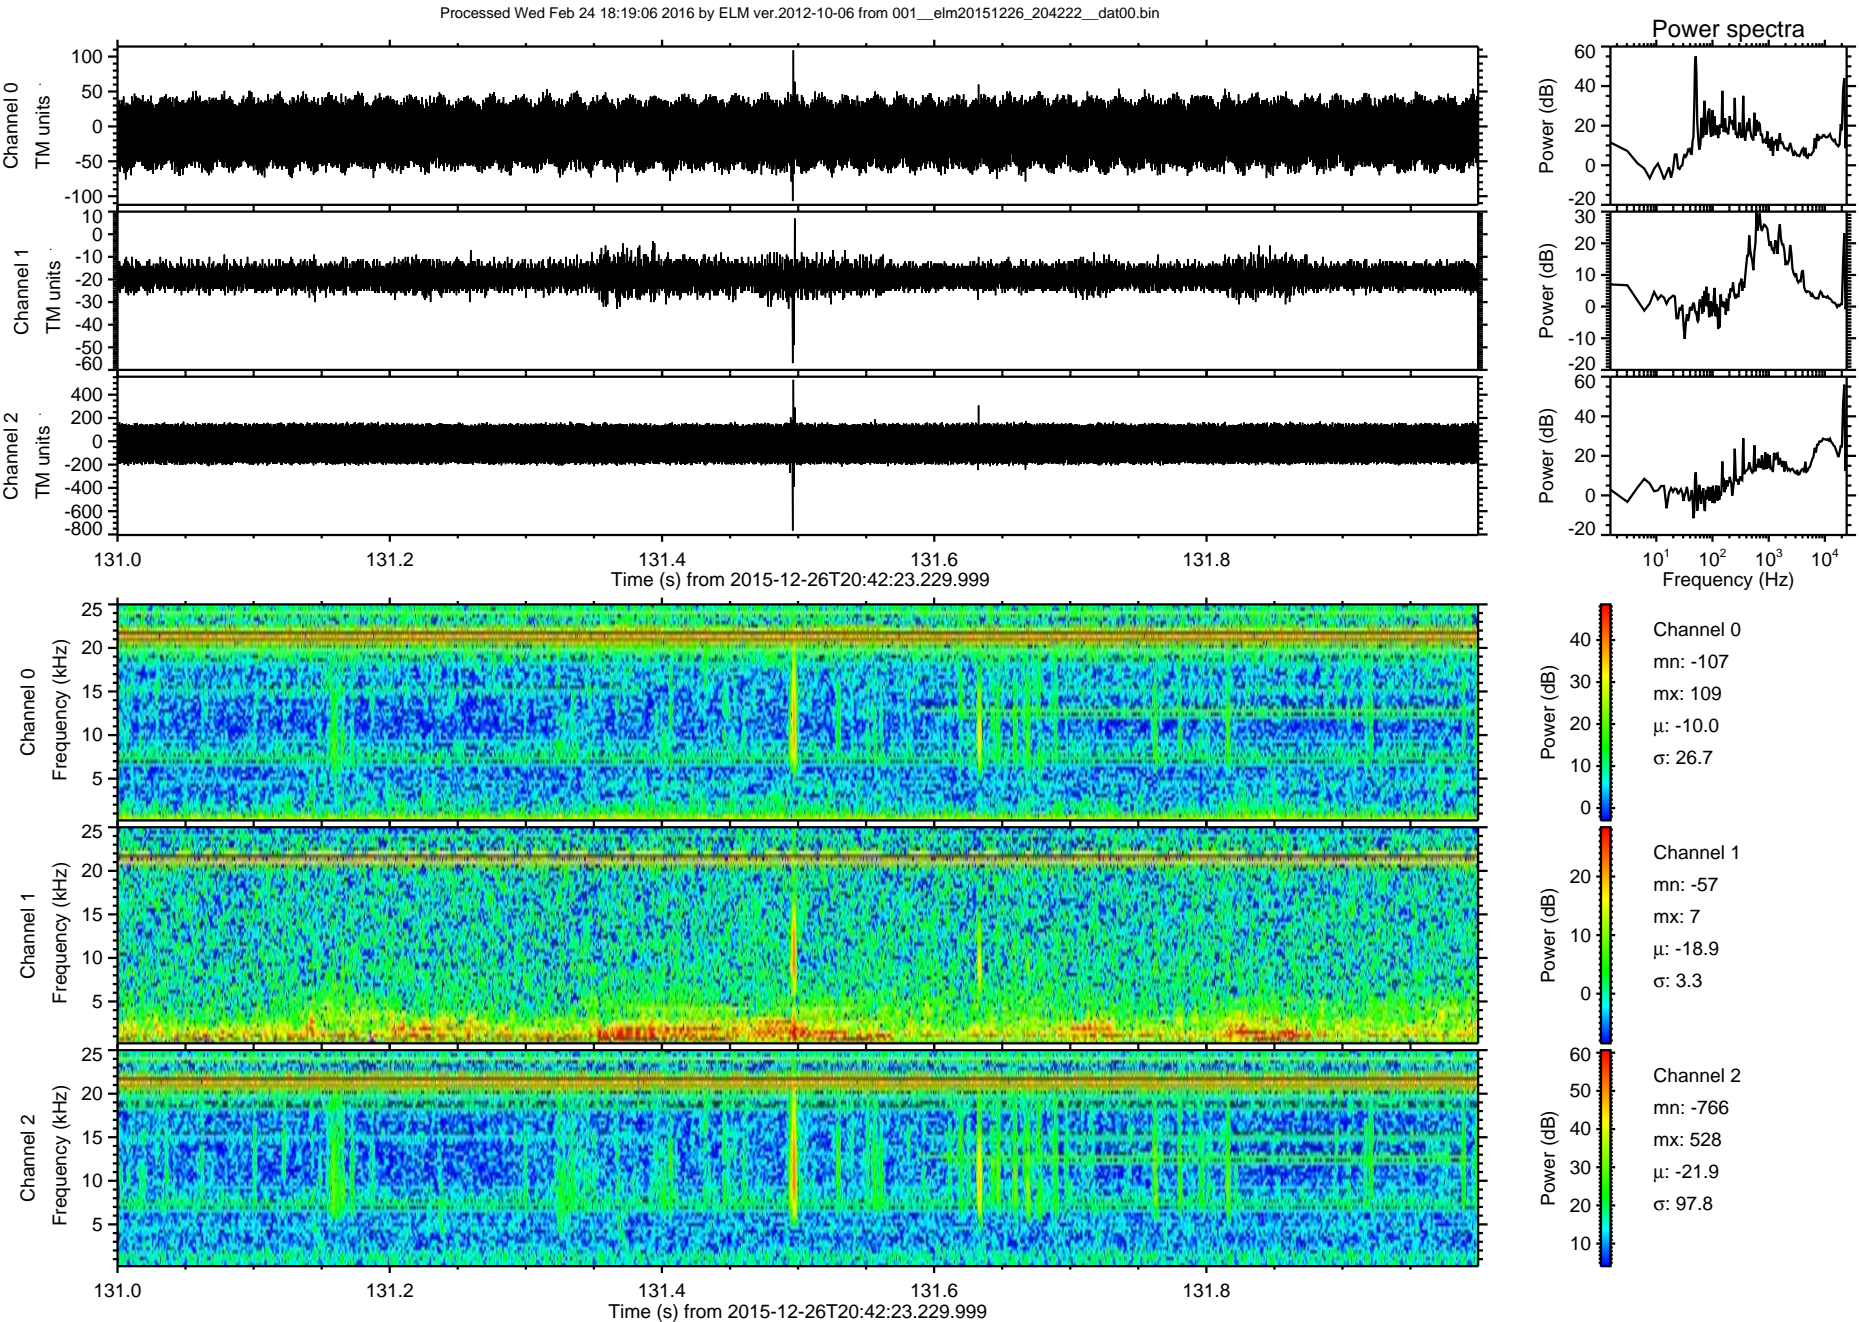 Processed Wed Feb 24 18:19:06 2016 by ELM ver.2012-10-06 from 001__elm20151226_204222__dat00.bin
Power spectra
Channel 0
TM units
100
50
0
-50
-100
Power (dB)
60
40
20
0
-20
Channel 1
TM units
10
0
-10
-20
-30
-40
-50
-60
Power (dB)
30
20
10
0
-10
-20
Channel 2
TM units
400
200
0
-200
-400
-600
-800
Power (dB)
60
40
20
0
-20
131.0 131.2 131.4 131.6 131.8
Time (s) from 2015-12-26T20:42:23.229.999
10^1 10^2 10^3 10^4
Frequency (Hz)
Channel 0
Frequency (kHz)
25
20
15
10
5
Power (dB)
40
30
20
10
0
Channel 0
mn: -107
mx: 109
μ: -10.0
σ: 26.7
Channel 1
Frequency (kHz)
25
20
15
10
5
Power (dB)
20
10
0
Channel 1
mn: -57
mx: 7
μ: -18.9
σ: 3.3
Channel 2
Frequency (kHz)
25
20
15
10
5
Power (dB)
60
50
40
30
20
10
Channel 2
mn: -766
mx: 528
μ: -21.9
σ: 97.8
131.0 131.2 131.4 131.6 131.8
Time (s) from 2015-12-26T20:42:23.229.999